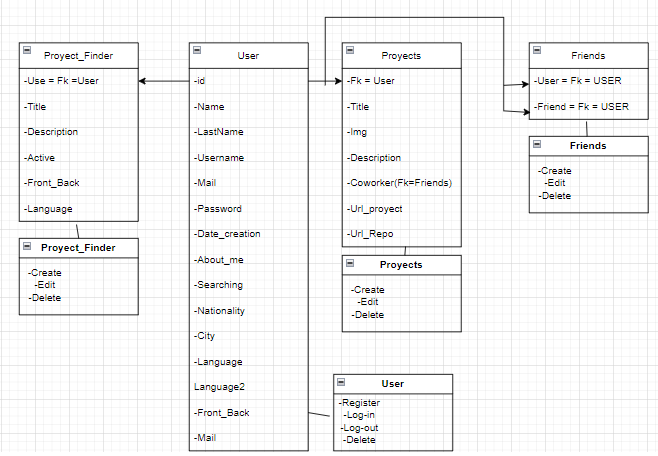 Proyect_Finder
-Use = Fk =User
-Title
-Description
-Active
-Front_Back
-Language
Proyect_Finder
-Create
-Edit
-Delete
User
-id
-Name
-LastName
-Username
-Mail
-Password
-Date_creation
-About_me
-Searching
-Nationality
-City
-Language
Language2
-Front_Back
-Mail
Proyects
-Fk = User
-Title
-Img
-Description
-Coworker(Fk=Friends)
-Url_proyect
-Url_Repo
Proyects
-Create
-Edit
-Delete
User
-Register
-Log-in
-Log-out
-Delete
Friends
-User = Fk = USER
-Friend = Fk = USER
Friends
-Create
-Edit
-Delete